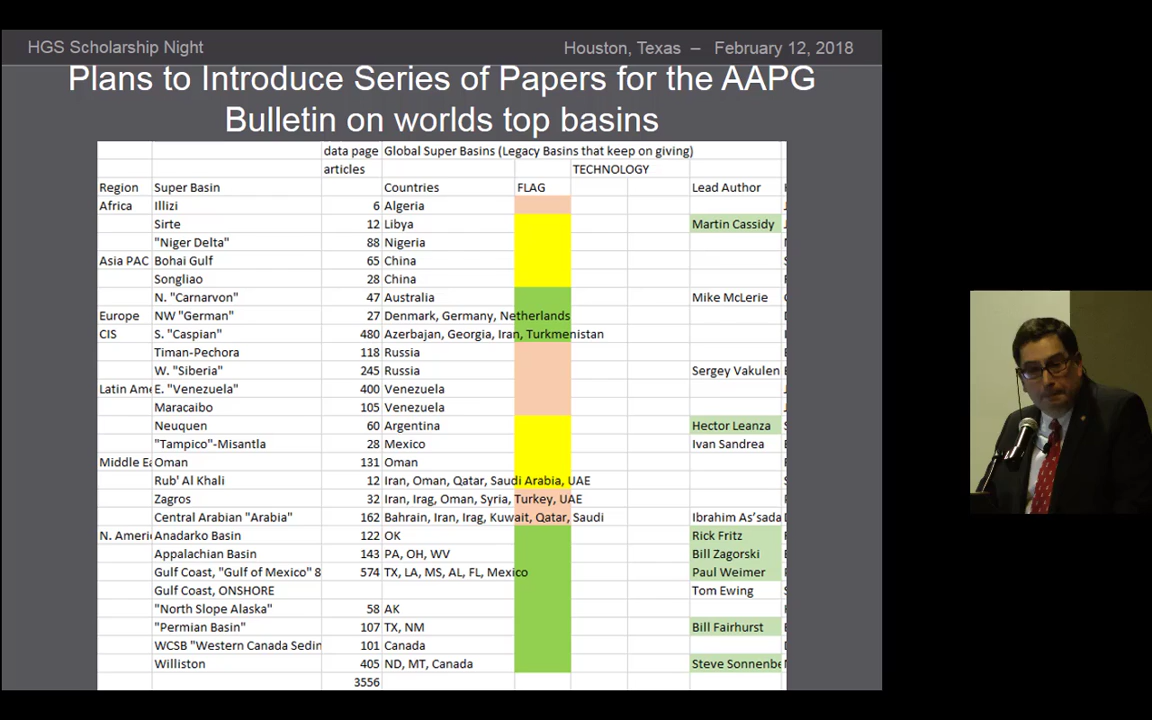 HGS Scholarship Night
Houston, Texas – February 12, 2018
Plans to Introduce Series of Papers for the AAPG
Bulletin on worlds top basins
data page Global Super Basins (Legacy Basins that keep on giving)
articles TECHNOLOGY
Region Super Basin Countries FLAG Lead Author
Africa Illizi 6 Algeria
Sirte 12 Libya Martin Cassidy
"Niger Delta" 88 Nigeria
Asia PAC Bohai Gulf 65 China
Songliao 28 China
N. "Carnarvon" 47 Australia Mike McLerie
Europe NW "German" 27 Denmark, Germany, Netherlands
CIS S. "Caspian" 480 Azerbajan, Georgia, Iran, Turkmenistan
Timan-Pechora 118 Russia
W. "Siberia" 245 Russia Sergey Vakulen
Latin Ame E. "Venezuela" 400 Venezuela
Maracaibo 105 Venezuela
Neuquen 60 Argentina Hector Leanza
"Tampico"-Misantla 28 Mexico Ivan Sandrea
Middle Ea Oman 131 Oman
Rub' Al Khali 12 Iran, Oman, Qatar, Saudi Arabia, UAE
Zagros 32 Iran, Irag, Oman, Syria, Turkey, UAE
Central Arabian "Arabia" 162 Bahrain, Iran, Irag, Kuwait, Qatar, Saudi Ibrahim As'sada
N. Americ Anadarko Basin 122 OK Rick Fritz
Appalachian Basin 143 PA, OH, WV Bill Zagorski
Gulf Coast, "Gulf of Mexico" 8 574 TX, LA, MS, AL, FL, Mexico Paul Weimer
Gulf Coast, ONSHORE Tom Ewing
"North Slope Alaska" 58 AK
"Permian Basin" 107 TX, NM Bill Fairhurst
WCSB "Western Canada Sedin 101 Canada
Williston 405 ND, MT, Canada Steve Sonnenbe
3556